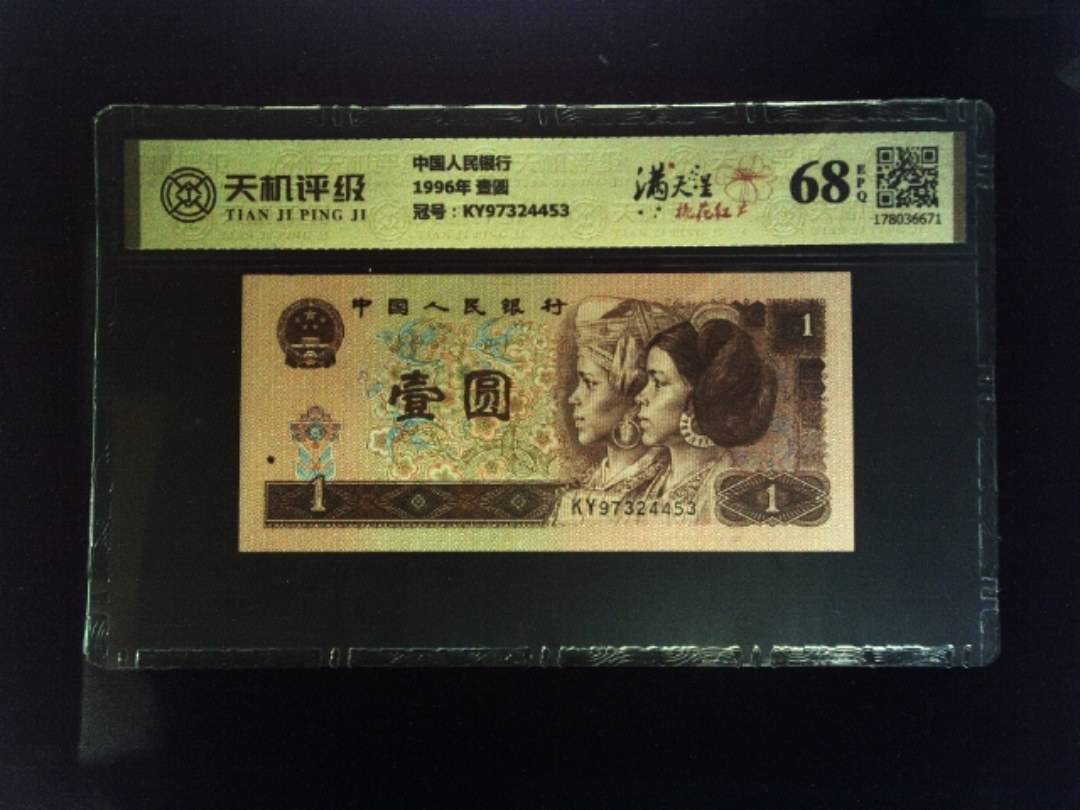 天机评级
TIAN JI PING JI
中国人民银行
1996年 壹圆
冠号：KY97324453
满天星
桃花红
68
EPQ
178036671
中国人民银行
1
壹圆
1
KY97324453
1